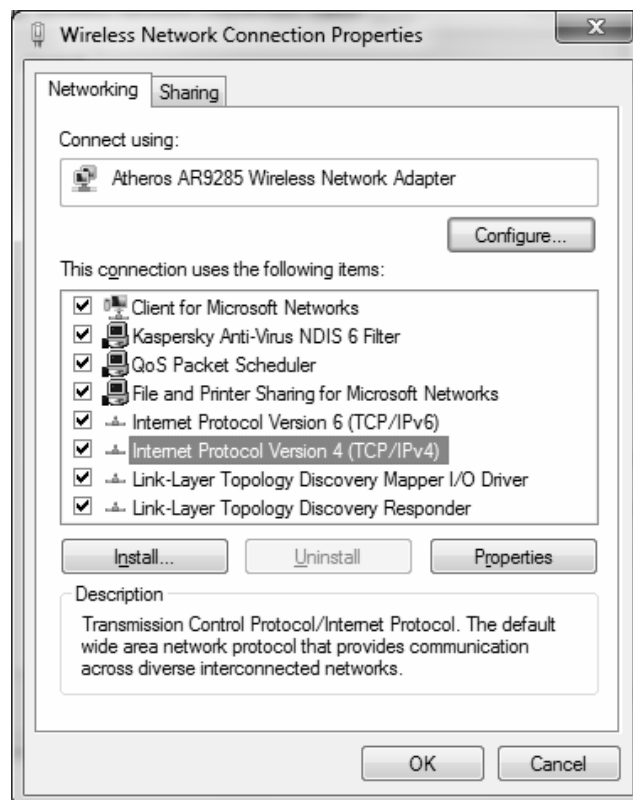 Wireless Network Connection Properties
Networking
Sharing
Connect using:
Atheros AR9285 Wireless Network Adapter
Configure...
This connection uses the following items:
Client for Microsoft Networks
Kaspersky Anti-Virus NDIS 6 Filter
QoS Packet Scheduler
File and Printer Sharing for Microsoft Networks
Internet Protocol Version 6 (TCP/IPv6)
Internet Protocol Version 4 (TCP/IPv4)
Link-Layer Topology Discovery Mapper I/O Driver
Link-Layer Topology Discovery Responder
Install...
Uninstall
Properties
Description
Transmission Control Protocol/Internet Protocol. The default
wide area network protocol that provides communication
across diverse interconnected networks.
OK
Cancel